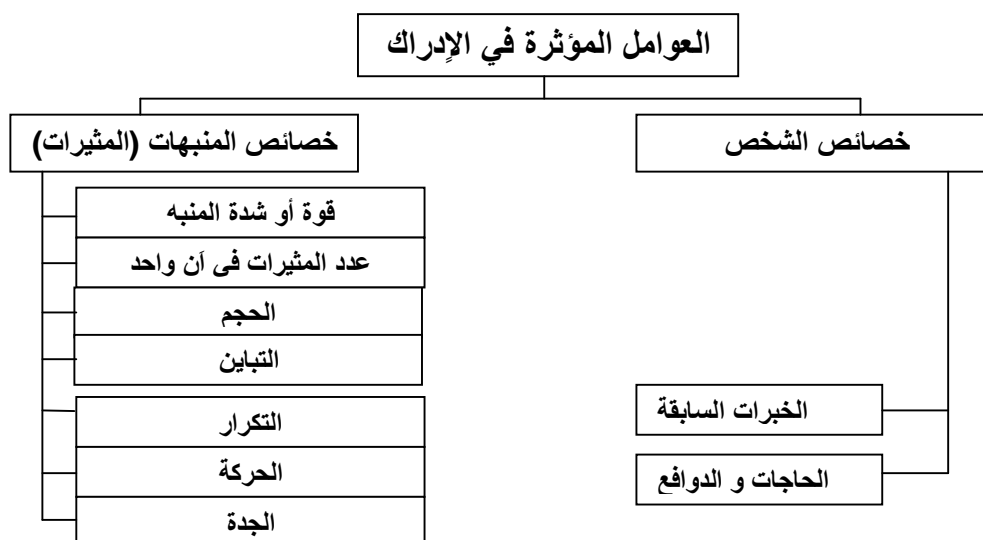 العوامل المؤثرة في الإدراك
خصائص الشخص
الخبرات السابقة
الحاجات و الدوافع
خصائص المنبهات (المثيرات)
قوة أو شدة المنبه
عدد المثيرات فى آن واحد
الحجم
التباين
التكرار
الحركة
الجدة